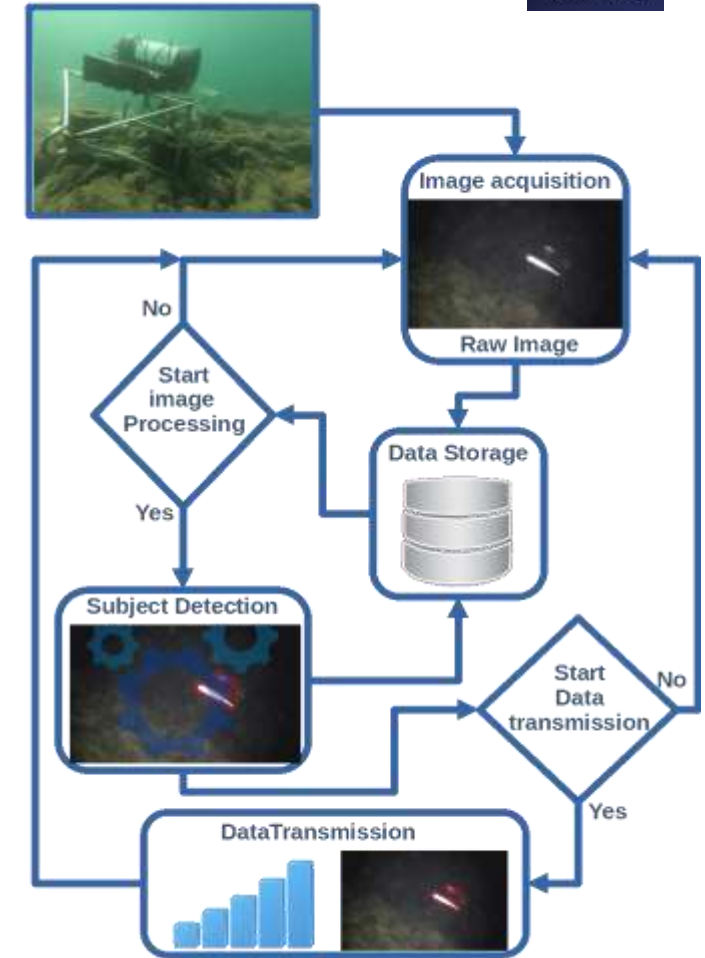 Image acquisition
Raw Image
No
Start
image
Processing
Data Storage
Yes
Subject Detection
Start
Data
transmission
No
Yes
DataTransmission